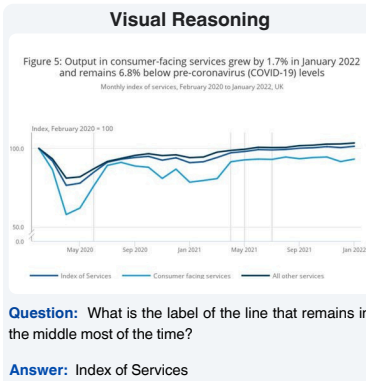 Visual Reasoning
Figure 5: Output in consumer-facing services grew by 1.7% in January 2022
and remains 6.8% below pre-coronavirus (COVID-19) levels
Monthly index of services, February 2020 to January 2022, UK
Index, February 2020 = 100
100.0
50.0
0.0
May 2020 Sep 2020 Jan 2021 May 2021 Sep 2021 Jan 2022
Index of Services Consumer facing services All other services
Question: What is the label of the line that remains in
the middle most of the time?
Answer: Index of Services